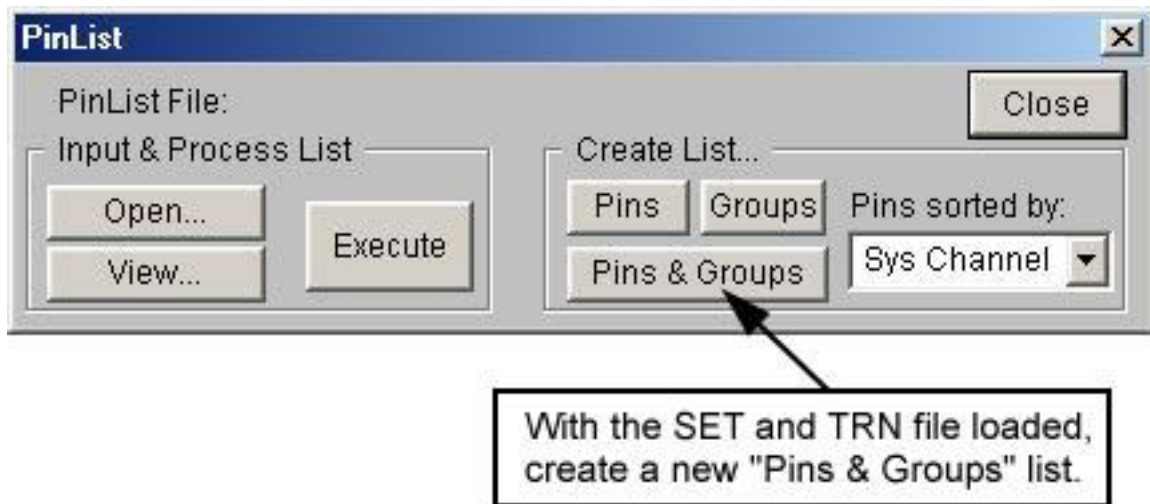 PinList
PinList File:
Close
Input & Process List
Open...
View...
Execute
Create List...
Pins
Groups
Pins sorted by:
Pins & Groups
Sys Channel
With the SET and TRN file loaded,
create a new "Pins & Groups" list.